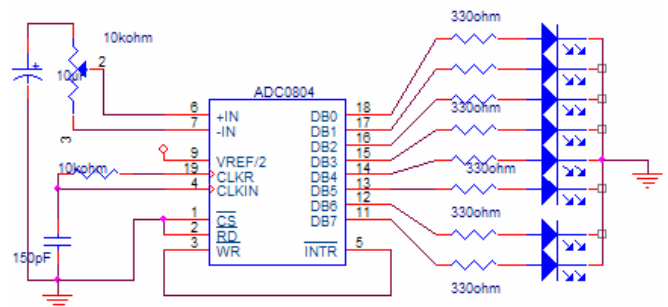 330ohm
10kohm
2
10uF
ADC0804
3
6
+IN
DB0
18
7
-IN
DB1
17
330ohm
DB2
16
9
VREF/2
DB3
15
10kohm
19
CLKR
DB4
14
330ohm
4
CLKIN
DB5
13
DB6
12
1
CS
DB7
11
330ohm
2
RD
3
WR
INTR
5
150pF
330ohm